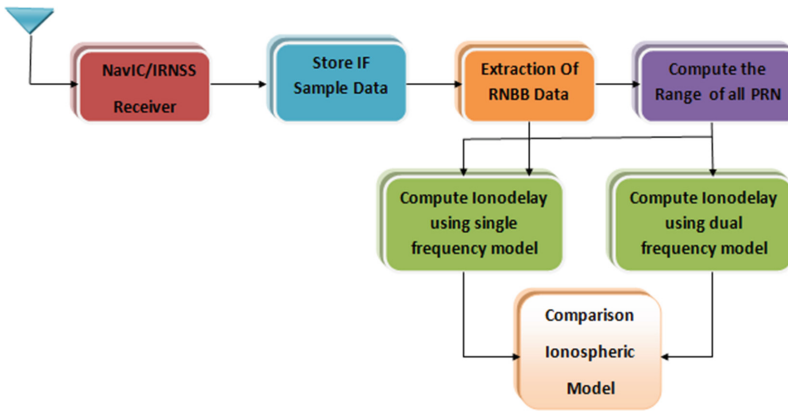 NavIC/IRNSS
Receiver
Store IF
Sample Data
Extraction Of
RNBB Data
Compute the
Range of all PRN
Compute Ionodelay
using single
frequency model
Compute Ionodelay
using dual
frequency model
Comparison
Ionospheric
Model